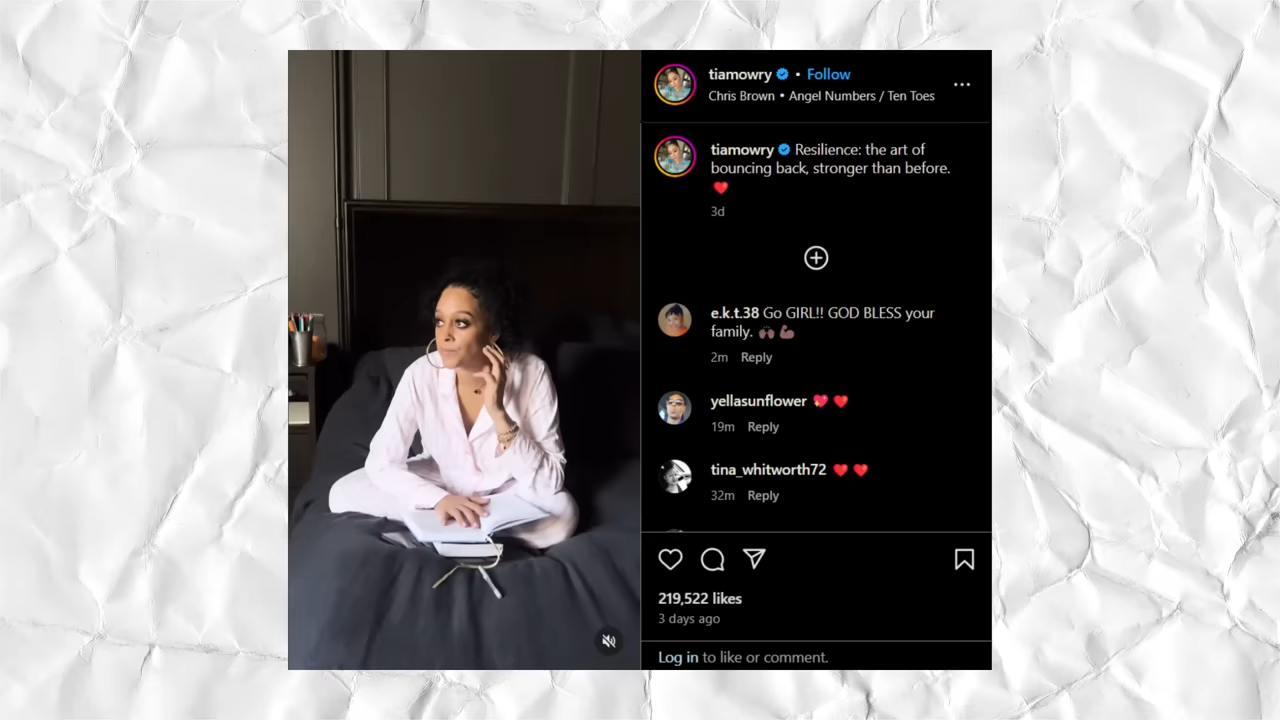 tiamowry • Follow
Chris Brown • Angel Numbers / Ten Toes
tiamowry Resilience: the art of
bouncing back, stronger than before.
❤️
3d
e.k.t.38 Go GIRL!! GOD BLESS your
family. 🙌🏾 💪🏾
2m Reply
yellasunflower 💖 ❤️
19m Reply
tina_whitworth72 ❤️ ❤️
32m Reply
219,522 likes
3 days ago
Log in to like or comment.